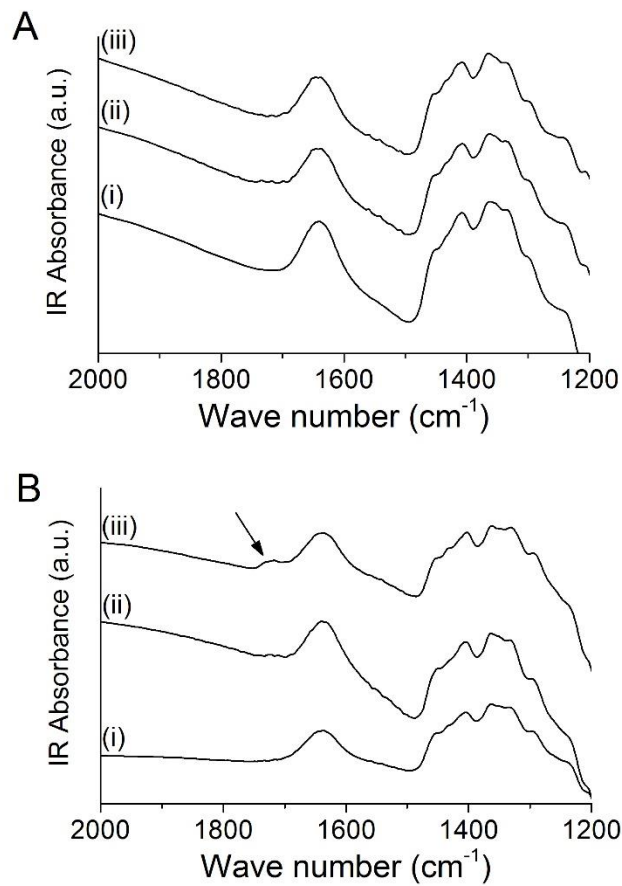 A
(iii)
(ii)
(i)
IR Absorbance (a.u.)
2000 1800 1600 1400 1200
Wave number (cm⁻¹)
B
(iii)
(ii)
(i)
IR Absorbance (a.u.)
2000 1800 1600 1400 1200
Wave number (cm⁻¹)